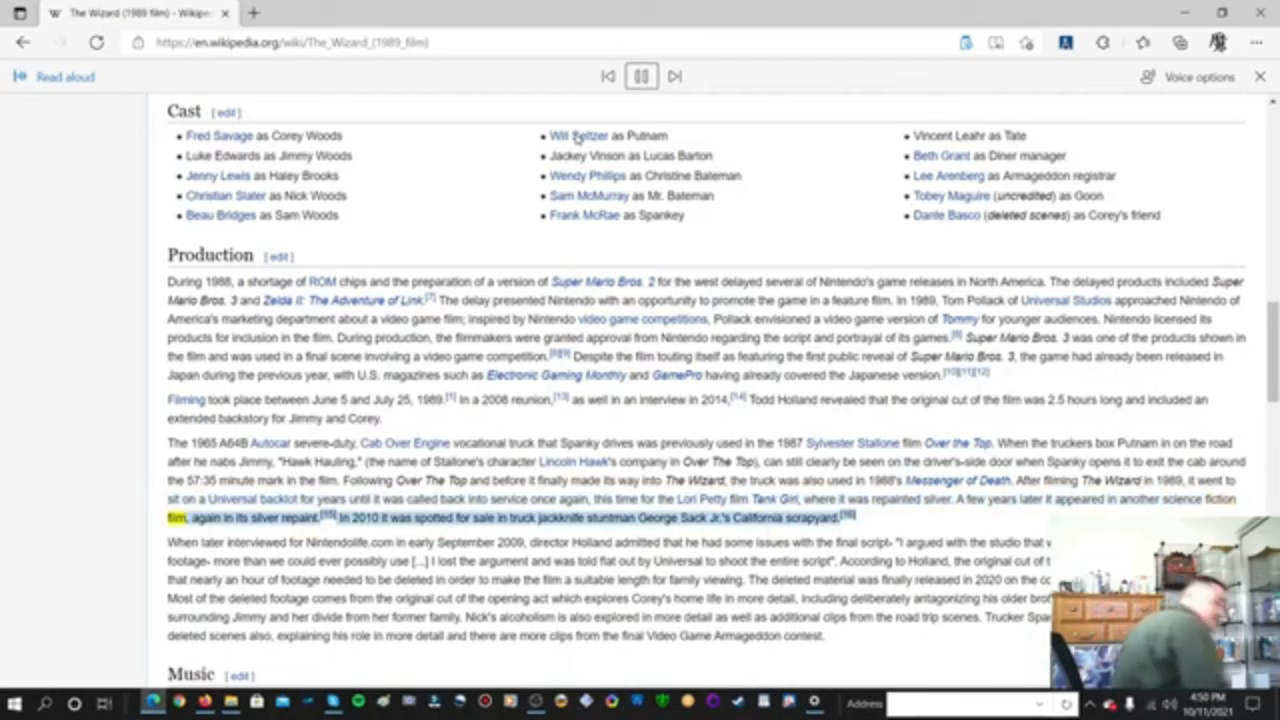 The Wizard (1989 film) - Wikipe
https://en.wikipedia.org/wiki/The_Wizard_(1989_film)
Read aloud
Voice options
Cast [ edit ]
Fred Savage as Corey Woods
Luke Edwards as Jimmy Woods
Jenny Lewis as Haley Brooks
Christian Slater as Nick Woods
Beau Bridges as Sam Woods
Will Seltzer as Putnam
Jackey Vinson as Lucas Barton
Wendy Phillips as Christine Bateman
Sam McMurray as Mr. Bateman
Frank McRae as Spankey
Vincent Leahr as Tate
Beth Grant as Diner manager
Lee Arenberg as Armageddon registrar
Tobey Maguire (uncredited) as Goon
Dante Basco (deleted scenes) as Corey's friend
Production [ edit ]
During 1988, a shortage of ROM chips and the preparation of a version of Super Mario Bros. 2 for the west delayed several of Nintendo's game releases in North America. The delayed products included Super
Mario Bros. 3 and Zelda II: The Adventure of Link.[7] The delay presented Nintendo with an opportunity to promote the game in a feature film. In 1989, Tom Pollack of Universal Studios approached Nintendo of
America's marketing department about a video game film; inspired by Nintendo video game competitions, Pollack envisioned a video game version of Tommy for younger audiences. Nintendo licensed its
products for inclusion in the film. During production, the filmmakers were granted approval from Nintendo regarding the script and portrayal of its games.[8] Super Mario Bros. 3 was one of the products shown in
the film and was used in a final scene involving a video game competition.[8][9] Despite the film touting itself as featuring the first public reveal of Super Mario Bros. 3, the game had already been released in
Japan during the previous year, with U.S. magazines such as Electronic Gaming Monthly and GamePro having already covered the Japanese version.[10][11][12]
Filming took place between June 5 and July 25, 1989.[1] In a 2008 reunion,[13] as well in an interview in 2014,[14] Todd Holland revealed that the original cut of the film was 2.5 hours long and included an
extended backstory for Jimmy and Corey.
The 1965 A64B Autocar severe-duty, Cab Over Engine vocational truck that Spanky drives was previously used in the 1987 Sylvester Stallone film Over the Top. When the truckers box Putnam in on the road
after he nabs Jimmy, "Hawk Hauling," (the name of Stallone's character Lincoln Hawk's company in Over The Top), can still clearly be seen on the driver's-side door when Spanky opens it to exit the cab around
the 57:35 minute mark in the film. Following Over The Top and before it finally made its way into The Wizard, the truck was also used in 1988's Messenger of Death. After filming The Wizard in 1989, it went to
sit on a Universal backlot for years until it was called back into service once again, this time for the Lori Petty film Tank Girl, where it was repainted silver. A few years later it appeared in another science fiction
film, again in its silver repaint.[15] In 2010 it was spotted for sale in truck jackknife stuntman George Sack Jr.'s California scrapyard.[16]
When later interviewed for Nintendolife.com in early September 2009, director Holland admitted that he had some issues with the final script- "I argued with the studio that w
footage- more than we could ever possibly use [...] I lost the argument and was told flat out by Universal to shoot the entire script". According to Holland, the original cut of t
that nearly an hour of footage needed to be deleted in order to make the film a suitable length for family viewing. The deleted material was finally released in 2020 on the co
Most of the deleted footage comes from the original cut of the opening act which explores Corey's home life in more detail, including deliberately antagonizing his older brot
surrounding Jimmy and her divide from her former family. Nick's alcoholism is also explored in more detail as well as additional clips from the road trip scenes. Trucker Spar
deleted scenes also, explaining his role in more detail and there are more clips from the final Video Game Armageddon contest.
Music [ edit ]
Address
4:50 PM
10/11/2021